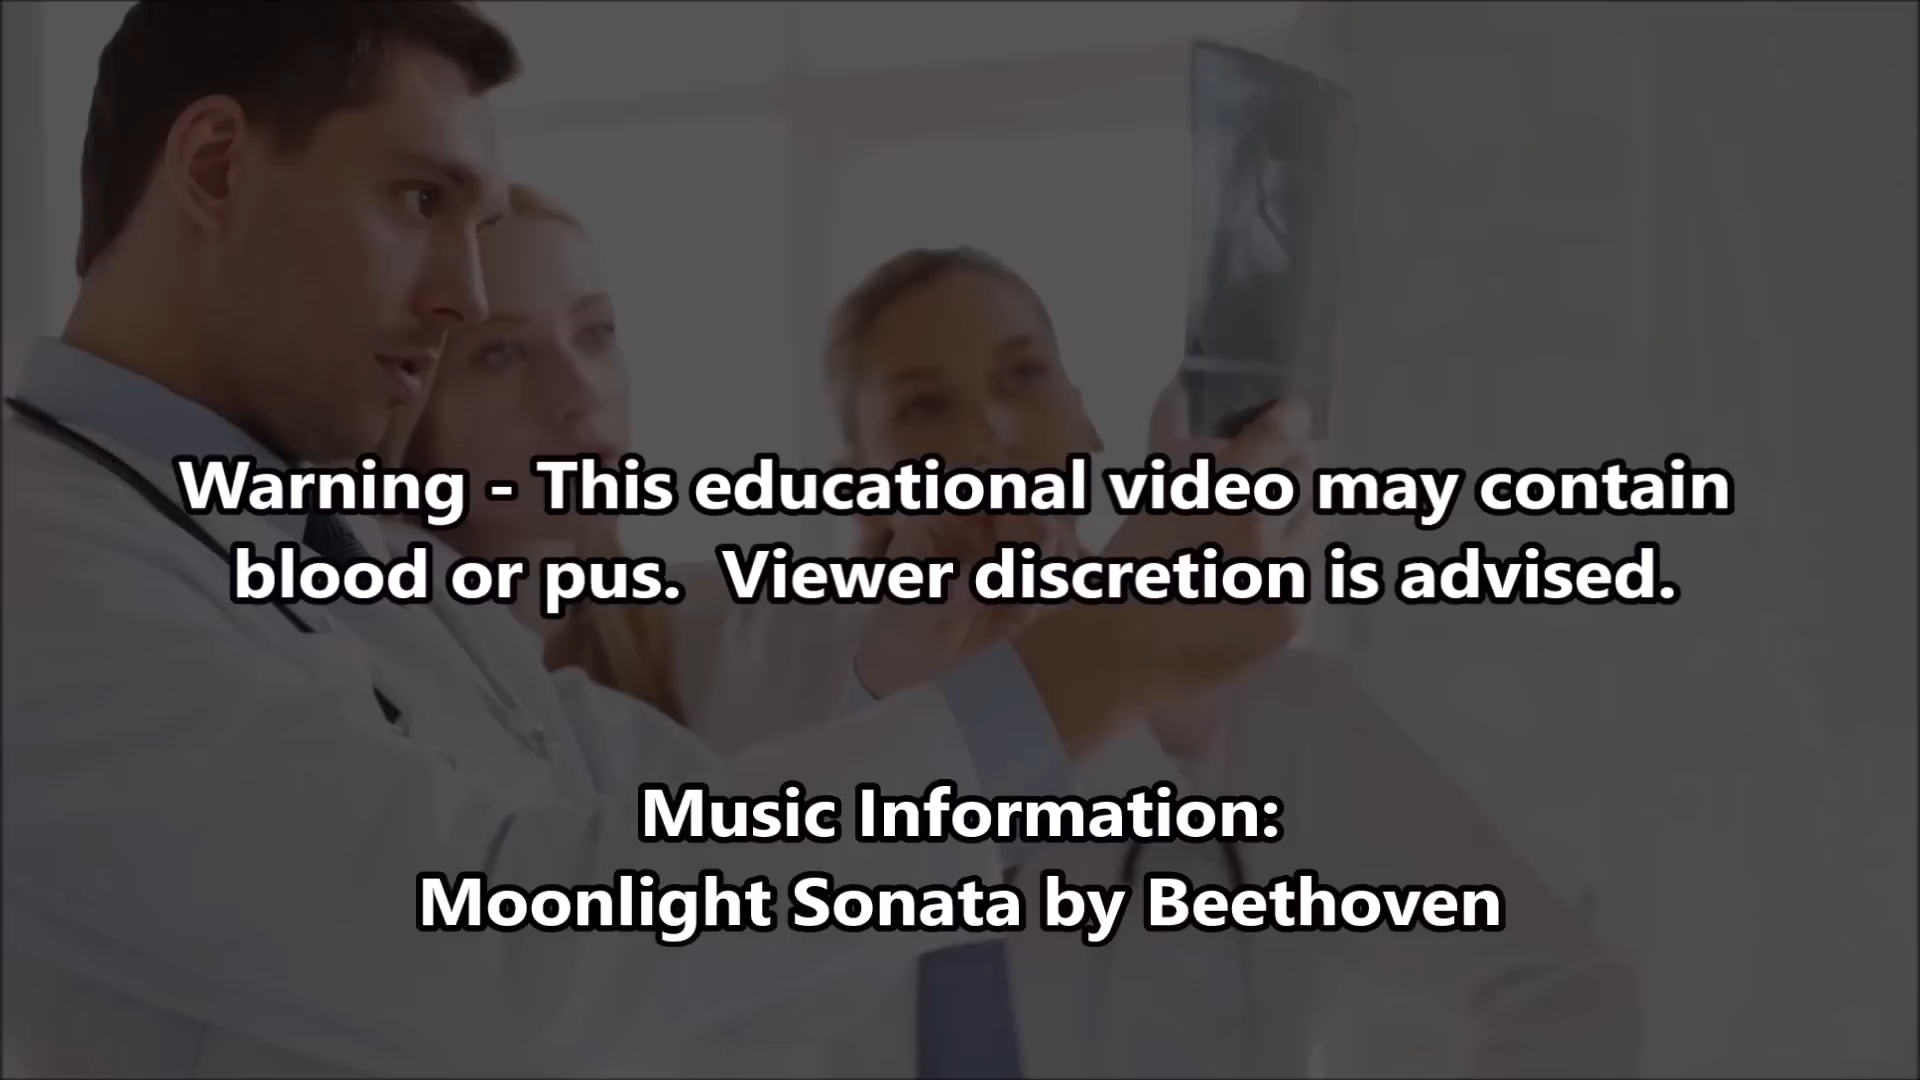 Warning - This educational video may contain
blood or pus.  Viewer discretion is advised.
Music Information:
Moonlight Sonata by Beethoven